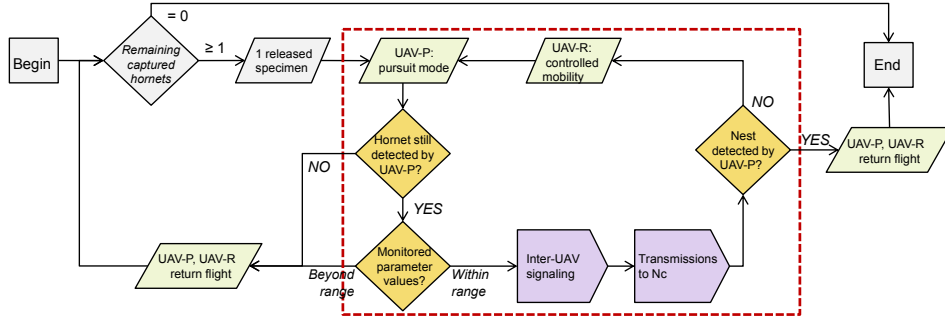 = 0
Begin
Remaining
captured
hornets
≥ 1
1 released
specimen
UAV-P:
pursuit mode
UAV-R:
controlled
mobility
End
Hornet still
detected by
UAV-P?
NO
YES
NO
Nest
detected by
UAV-P?
YES
UAV-P, UAV-R
return flight
UAV-P, UAV-R
return flight
Beyond
range
Monitored
parameter
values?
Within
range
Inter-UAV
signaling
Transmissions
to Nc